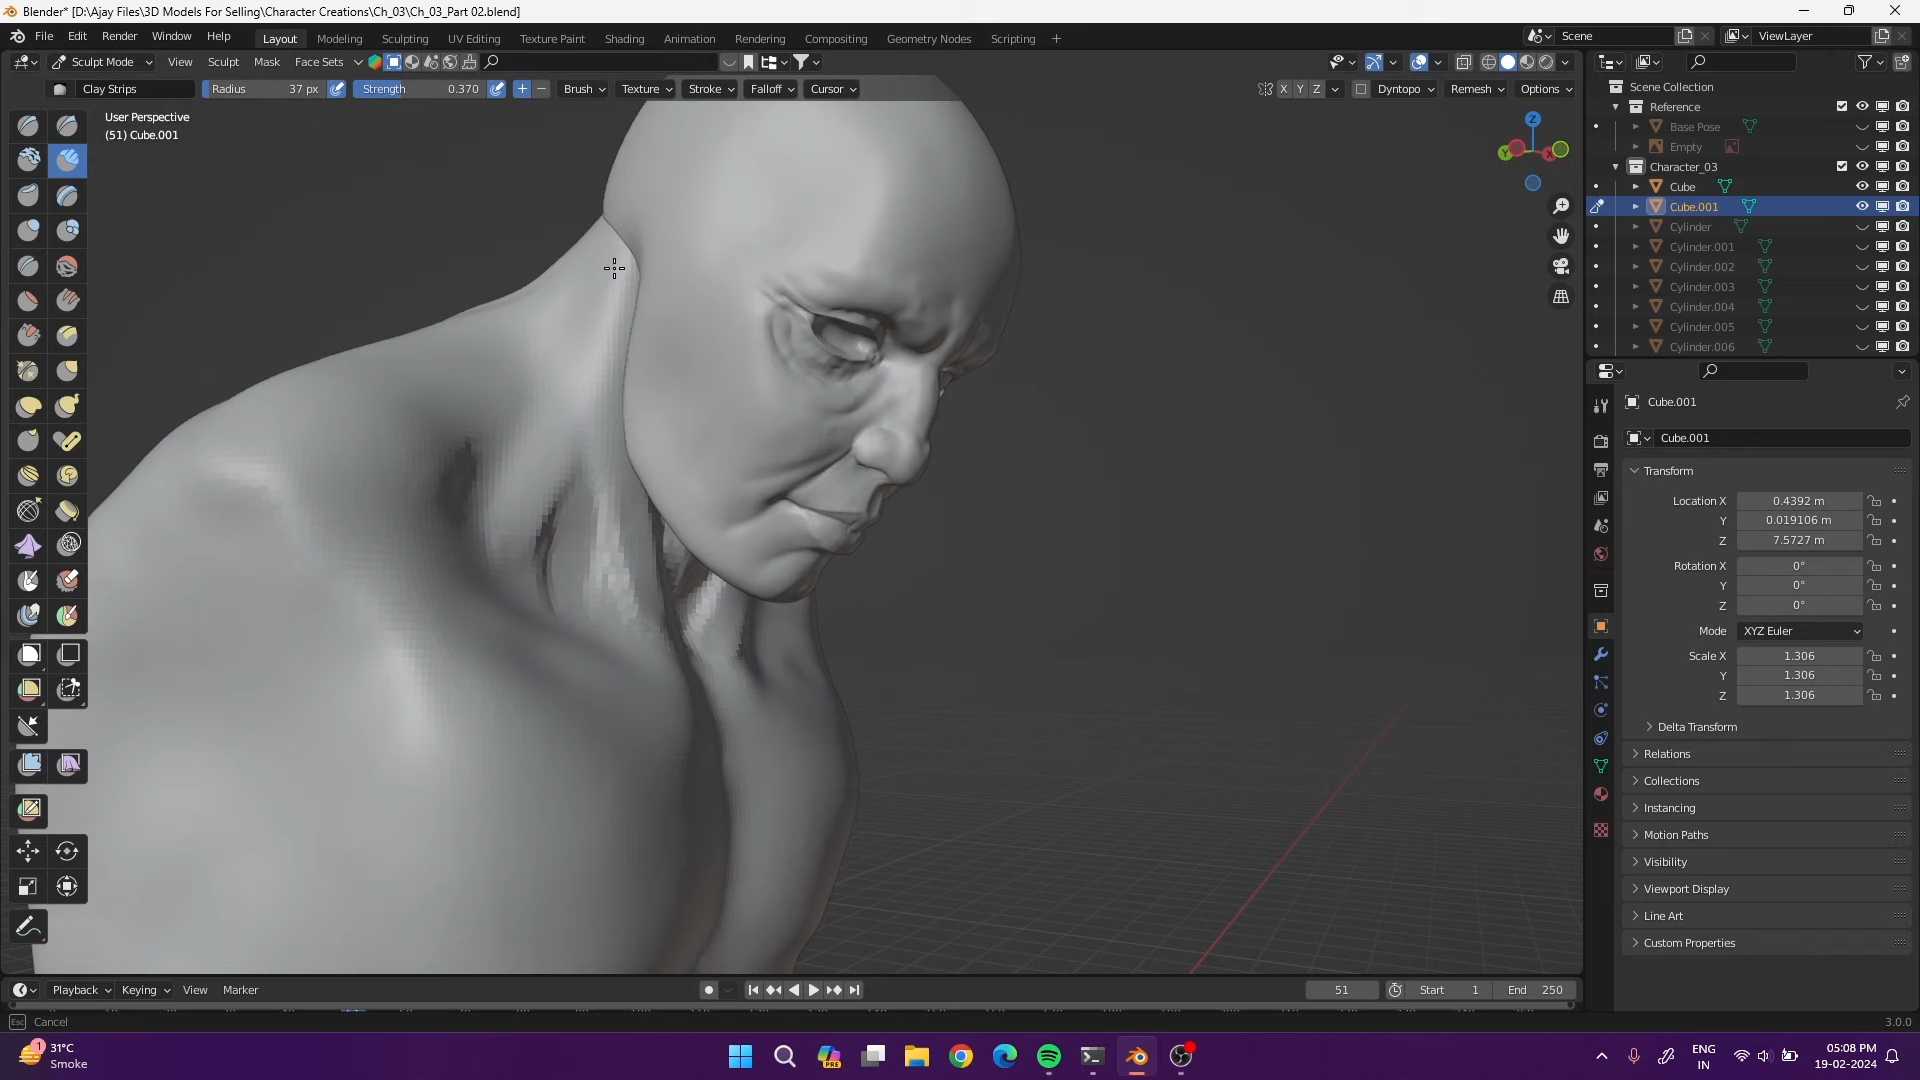 Blender* [D:\Ajay Files\3D Models For Selling\Character Creations\Ch_03\Ch_03_Part 02.blend]
File Edit Render Window Help Layout Modeling Sculpting UV Editing Texture Paint Shading Animation Rendering Compositing Geometry Nodes Scripting + Scene ViewLayer
Sculpt Mode View Sculpt Mask Face Sets
Clay Strips Radius 37 px Strength 0.370 + − Brush Texture Stroke Falloff Cursor X Y Z Dyntopo Remesh Options
User Perspective
(51) Cube.001
Z
Y
X
Scene Collection
Reference
Base Pose
Empty
Character_03
Cube
Cube.001
Cylinder
Cylinder.001
Cylinder.002
Cylinder.003
Cylinder.004
Cylinder.005
Cylinder.006
Cube.001
Cube.001
Transform
Location X 0.4392 m
Y 0.019106 m
Z 7.5727 m
Rotation X 0°
Y 0°
Z 0°
Mode XYZ Euler
Scale X 1.306
Y 1.306
Z 1.306
Delta Transform
Relations
Collections
Instancing
Motion Paths
Visibility
Viewport Display
Line Art
Custom Properties
Playback Keying View Marker 51 Start 1 End 250
Esc Cancel 3.0.0
1
31°C
Smoke
PRE
ENG
IN
05:08 PM
19-02-2024